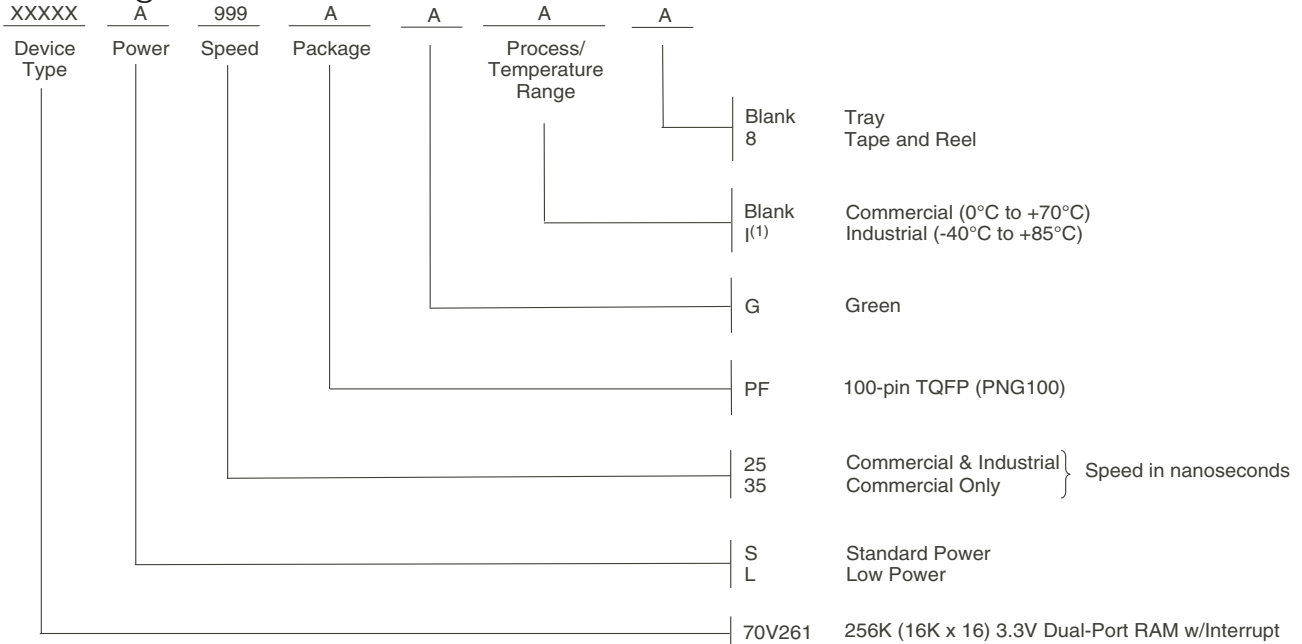 XXXXX A 999 A A A A
Device Type
Power
Speed
Package
Process/
Temperature
Range
Blank Tray
8 Tape and Reel
Blank Commercial (0°C to +70°C)
I(1) Industrial (-40°C to +85°C)
G Green
PF 100-pin TQFP (PNG100)
25 Commercial & Industrial
35 Commercial Only
Speed in nanoseconds
S Standard Power
L Low Power
70V261 256K (16K x 16) 3.3V Dual-Port RAM w/Interrupt